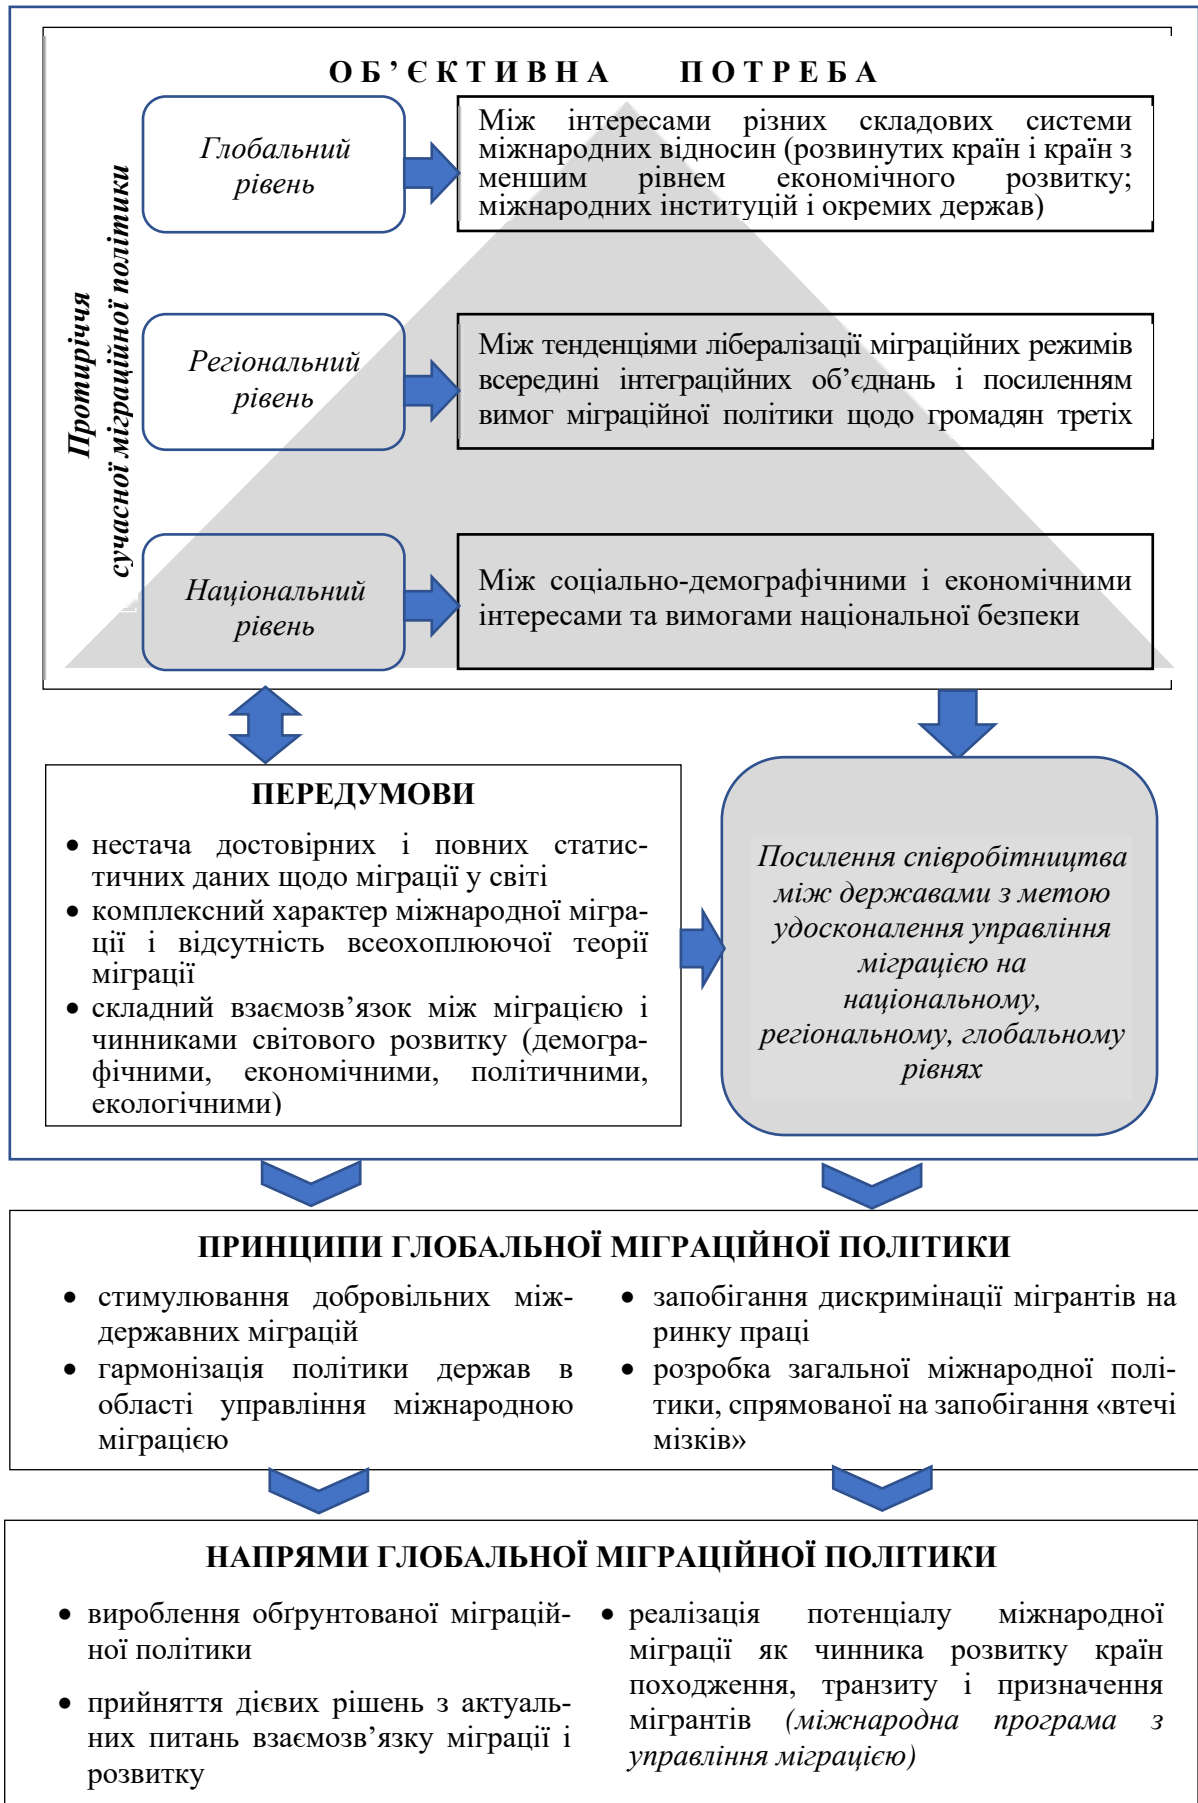 ОБ’ЄКТИВНА ПОТРЕБА
Протиріччя
сучасної міграційної політики
Глобальний
рівень
Між інтересами різних складових системи
міжнародних відносин (розвинутих країн і країн з
меншим рівнем економічного розвитку;
міжнародних інституцій і окремих держав)
Регіональний
рівень
Між тенденціями лібералізації міграційних режимів
всередині інтеграційних об’єднань і посиленням
вимог міграційної політики щодо громадян третіх
Національний
рівень
Між соціально-демографічними і економічними
інтересами та вимогами національної безпеки
ПЕРЕДУМОВИ
• нестача достовірних і повних статис-
тичних даних щодо міграції у світі
• комплексний характер міжнародної мігра-
ції і відсутність всеохоплюючої теорії
міграції
• складний взаємозв’язок між міграцією і
чинниками світового розвитку (демогра-
фічними, економічними, політичними,
екологічними)
Посилення співробітництва
між державами з метою
удосконалення управління
міграцією на
національному,
регіональному, глобальному
рівнях
ПРИНЦИПИ ГЛОБАЛЬНОЇ МІГРАЦІЙНОЇ ПОЛІТИКИ
• стимулювання добровільних між-
державних міграцій
• гармонізація політики держав в
області управління міжнародною
міграцією
• запобігання дискримінації мігрантів на
ринку праці
• розробка загальної міжнародної полі-
тики, спрямованої на запобігання «втечі
мізків»
НАПРЯМИ ГЛОБАЛЬНОЇ МІГРАЦІЙНОЇ ПОЛІТИКИ
• вироблення обґрунтованої міграцій-
ної політики
• прийняття дієвих рішень з актуаль-
них питань взаємозв’язку міграції і
розвитку
• реалізація потенціалу міжнародної
міграції як чинника розвитку країн
походження, транзиту і призначення
мігрантів (міжнародна програма з
управління міграцією)